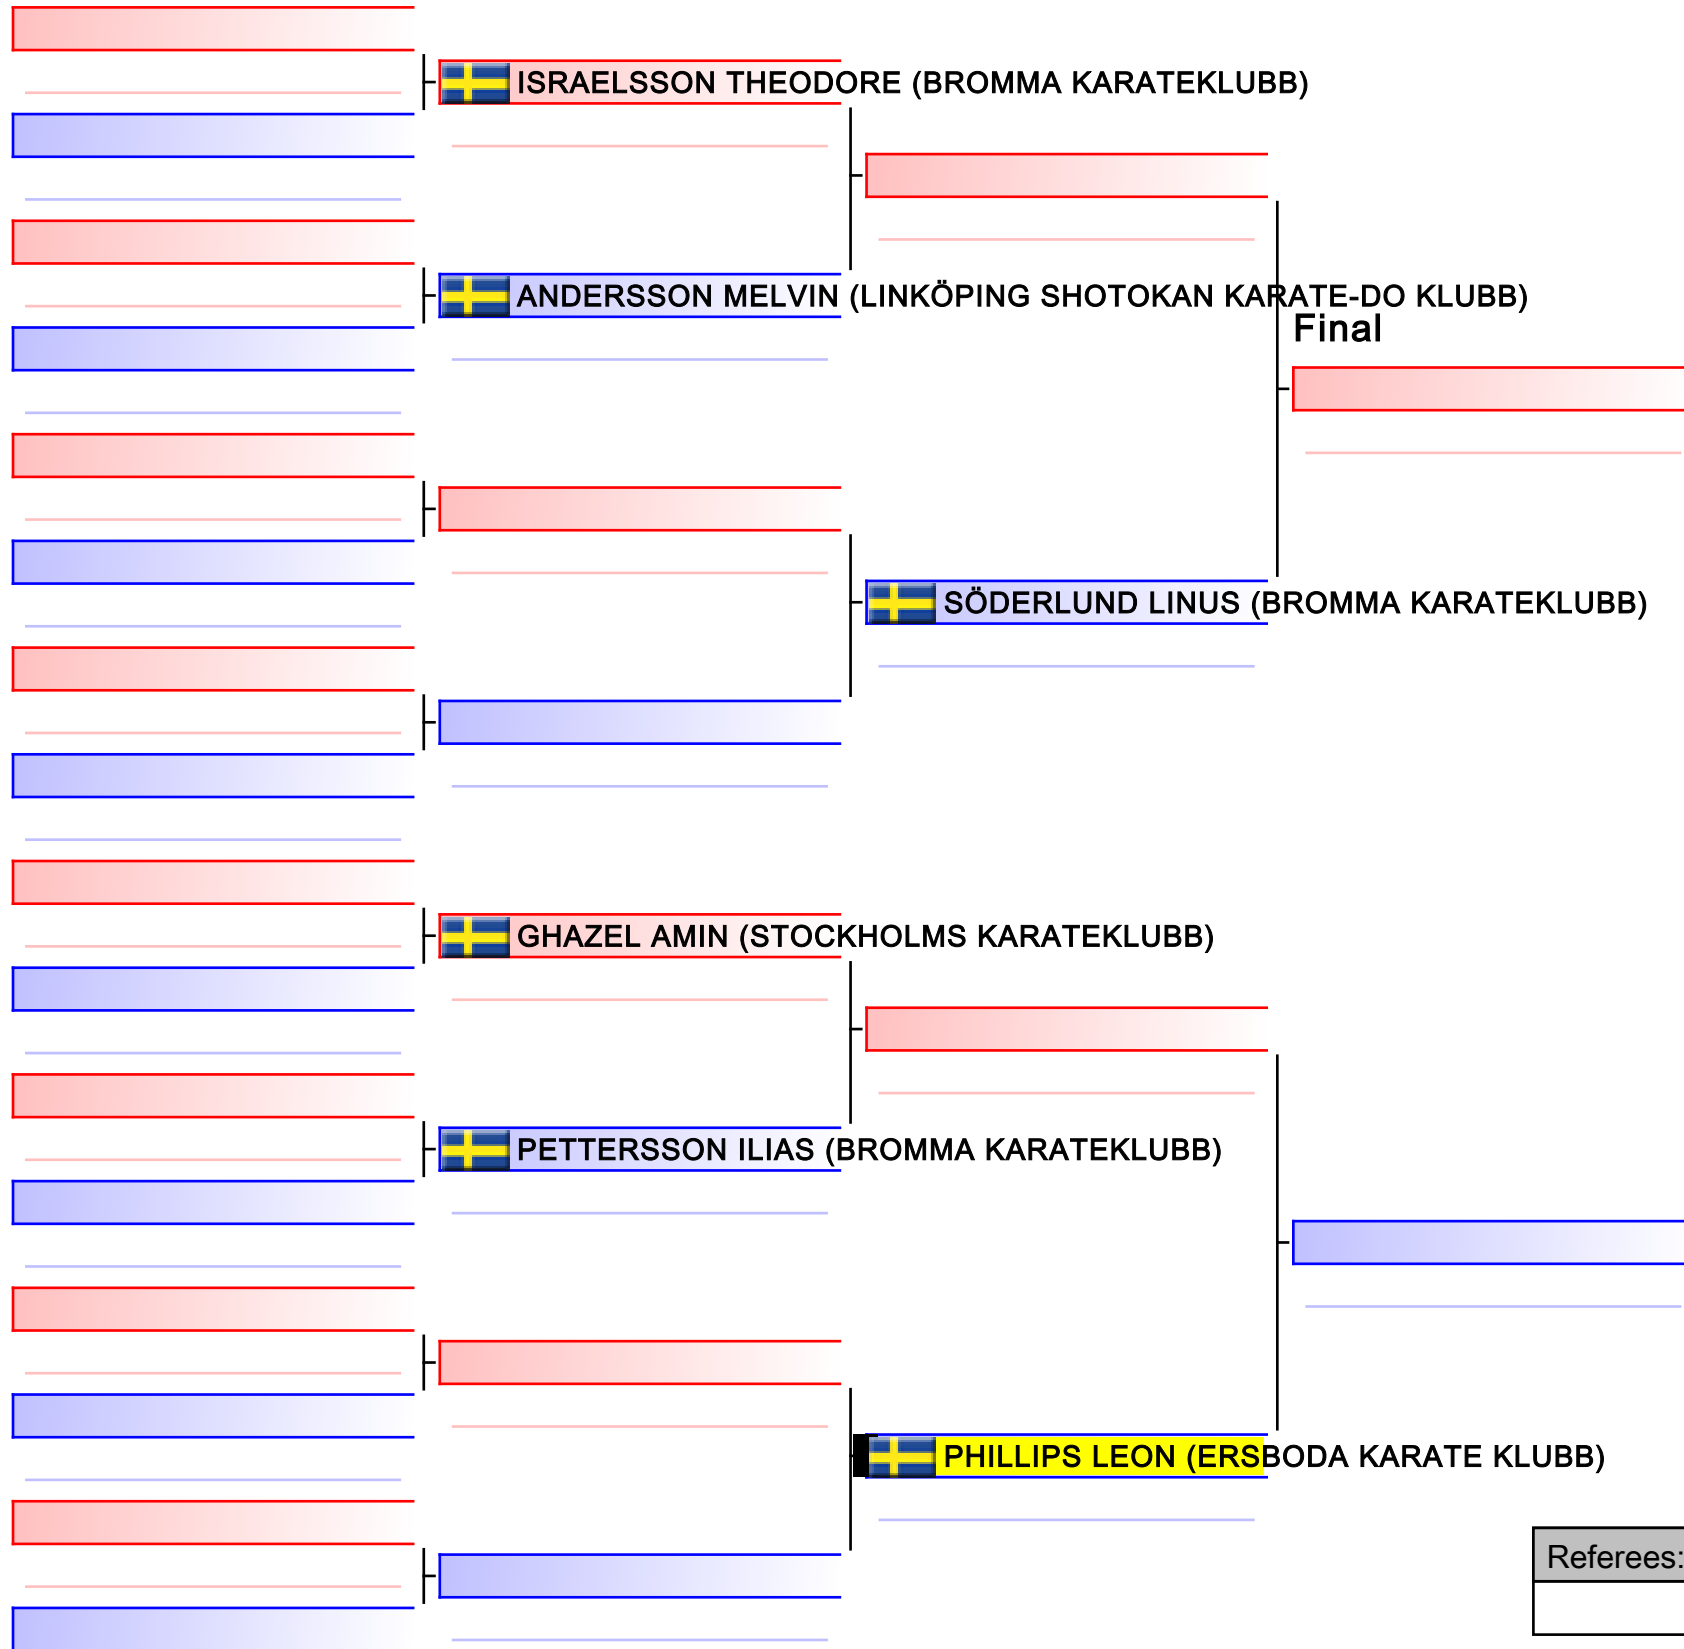 ISRAELSSON THEODORE (BROMMA KARATEKLUBB)
ANDERSSON MELVIN (LINKÖPING SHOTOKAN KARATE-DO KLUBB)
Final
SÖDERLUND LINUS (BROMMA KARATEKLUBB)
GHAZEL AMIN (STOCKHOLMS KARATEKLUBB)
PETTERSSON ILIAS (BROMMA KARATEKLUBB)
PHILLIPS LEON (ERSBODA KARATE KLUBB)
Referees: